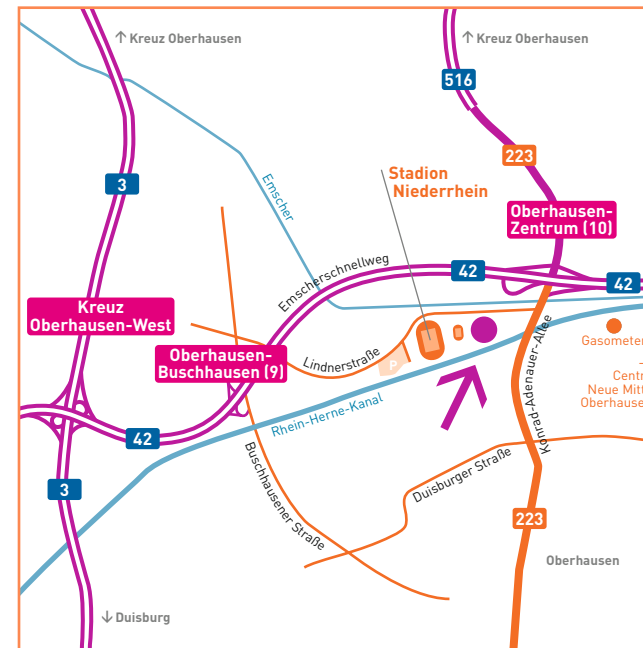 ↑ Kreuz Oberhausen
↑ Kreuz Oberhausen
516
223
3
Emscher
Stadion
Niederrhein
Oberhausen-
Zentrum (10)
Emscherschnellweg
42
42
Kreuz
Oberhausen-West
Oberhausen-
Buschhausen (9)
Lindnerstraße
P
Gasometer
Konrad-Adenauer-Allee
Centr
Neue Mitt
Oberhause
Rhein-Herne-Kanal
42
3
Buschhausener Straße
Duisburger Straße
223
Oberhausen
↓ Duisburg